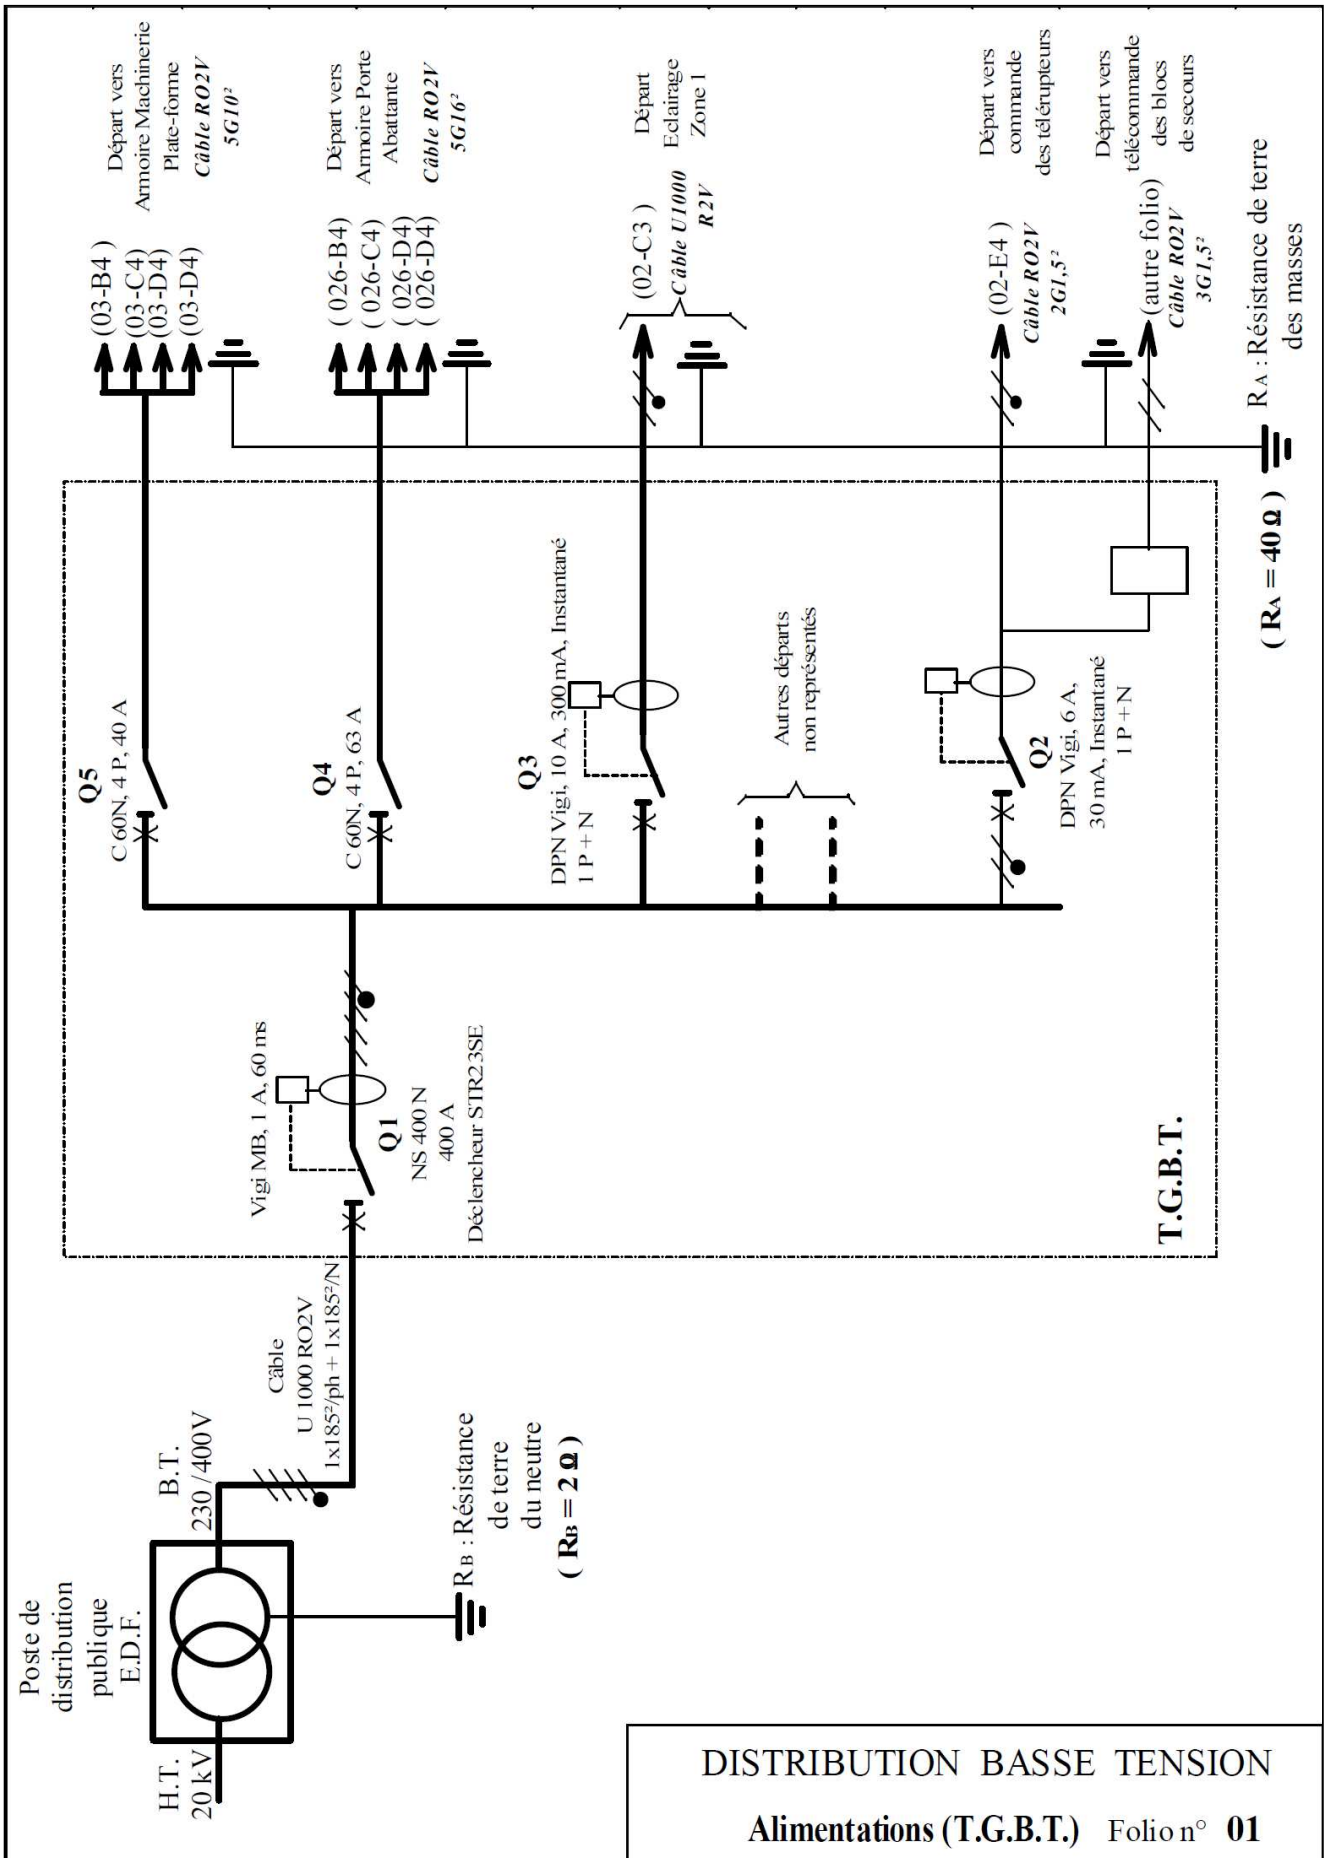 Poste de
distribution
publique
E.D.F.
H.T.
20 kV
B.T.
230 / 400V
Câble
U 1000 RO2V
1x185²/ph + 1x185²/N
RB : Résistance
de terre
du neutre
( RB = 2 Ω )
Vigi MB, 1 A, 60 ms
Q1
NS 400 N
400 A
Déclencheur STR23SE
T.G.B.T.
Q5
C 60N, 4 P, 40 A
Q4
C 60N, 4 P, 63 A
Q3
DPN Vigi, 10 A, 300 mA, Instantané
1 P + N
Autres départs
non représentés
Q2
DPN Vigi, 6 A,
30 mA, Instantané
1 P + N
(03-B4 )
(03-C4)
(03-D4)
(03-D4)
Départ vers
Armoire Machinerie
Plate-forme
Câble RO2V
5G10²
( 026-B4)
( 026-C4)
( 026-D4)
( 026-D4)
Départ vers
Armoire Porte
Abattante
Câble RO2V
5G16²
(02-C3 )
Câble U1000
R2V
Départ
Eclairage
Zone 1
(02-E4 )
Câble RO2V
2G1,5²
Départ vers
commande
des télérupteurs
(autre folio)
Câble RO2V
3G1,5²
Départ vers
télécommande
des blocs
de secours
RA : Résistance de terre
des masses
( RA = 40 Ω )
DISTRIBUTION BASSE TENSION
Alimentations (T.G.B.T.) Folio n° 01